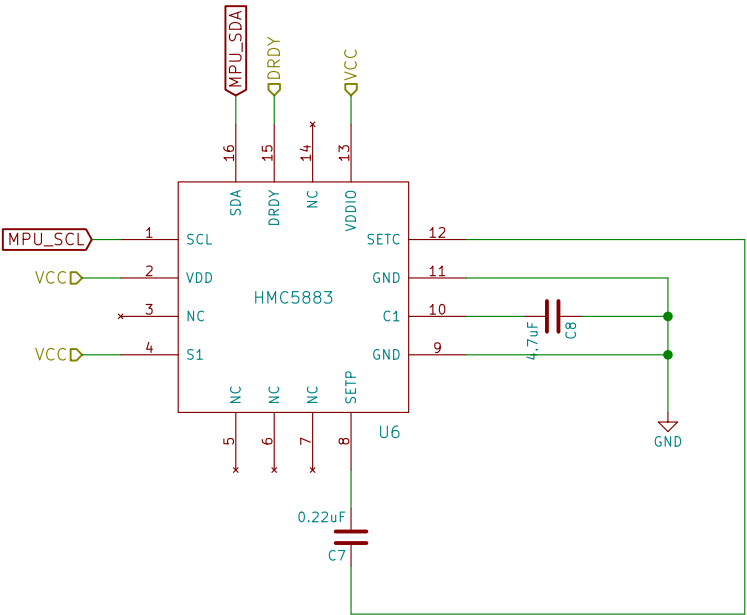 MPU_SDA
DRDY
VCC
16
15
14
13
SDA
DRDY
NC
VDDIO
MPU_SCL
1
SCL
SETC
12
VCC
2
VDD
GND
11
HMC5883
3
NC
C1
10
4.7uF
C8
VCC
4
S1
GND
9
NC
NC
NC
SETP
5
6
7
8
U6
GND
0.22uF
C7